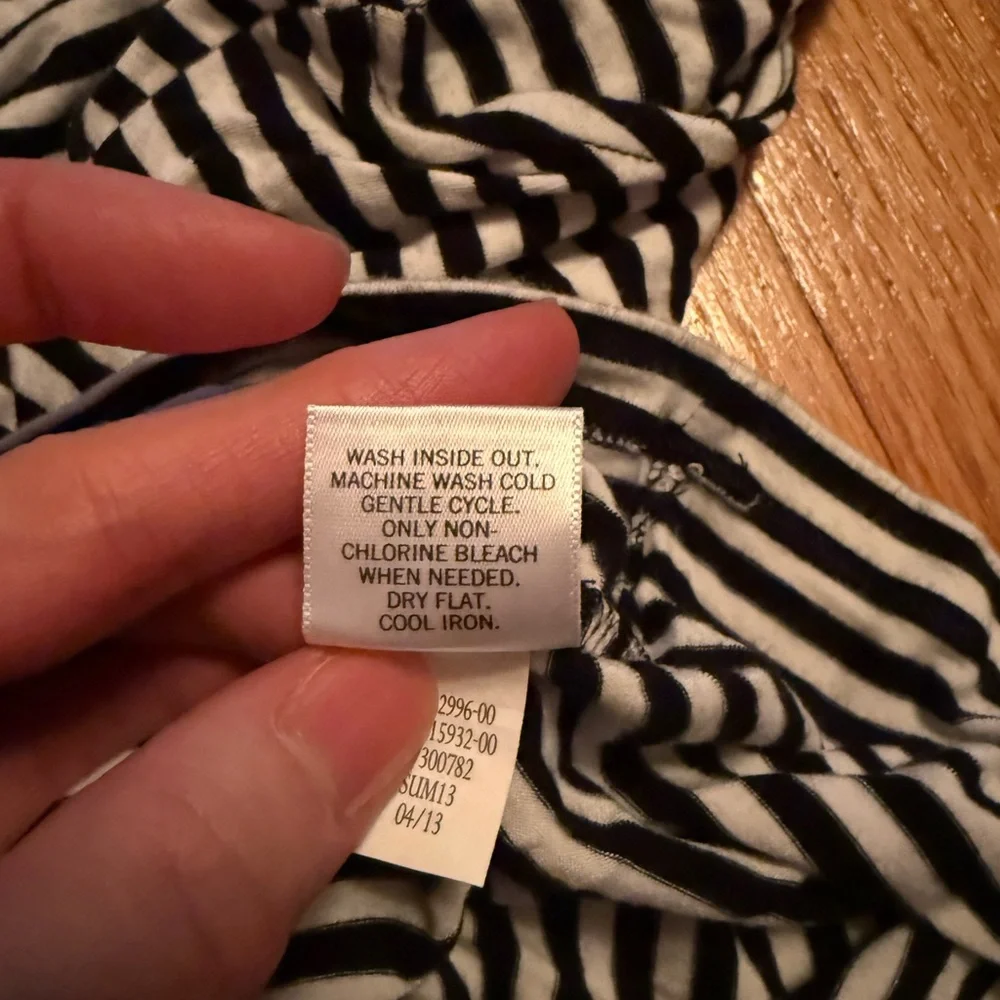 WASH INSIDE OUT.
MACHINE WASH COLD
GENTLE CYCLE.
ONLY NON-
CHLORINE BLEACH
WHEN NEEDED.
DRY FLAT.
COOL IRON.
2996-00
15932-00
300782
SUM13
04/13